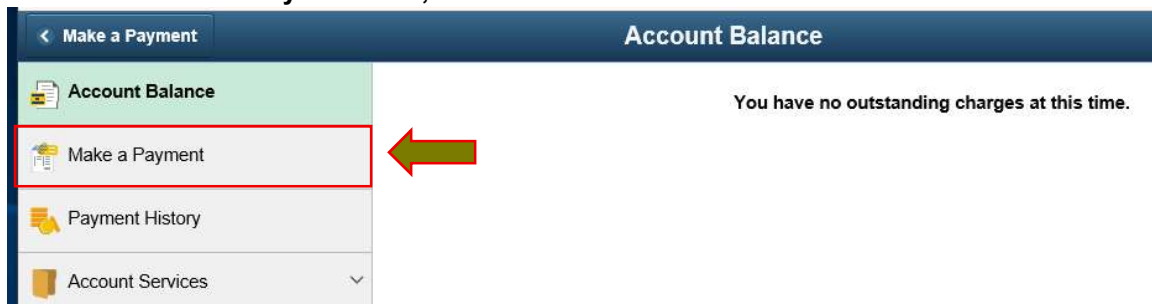 Make a Payment
Account Balance
Account Balance
You have no outstanding charges at this time.
Make a Payment
Payment History
Account Services